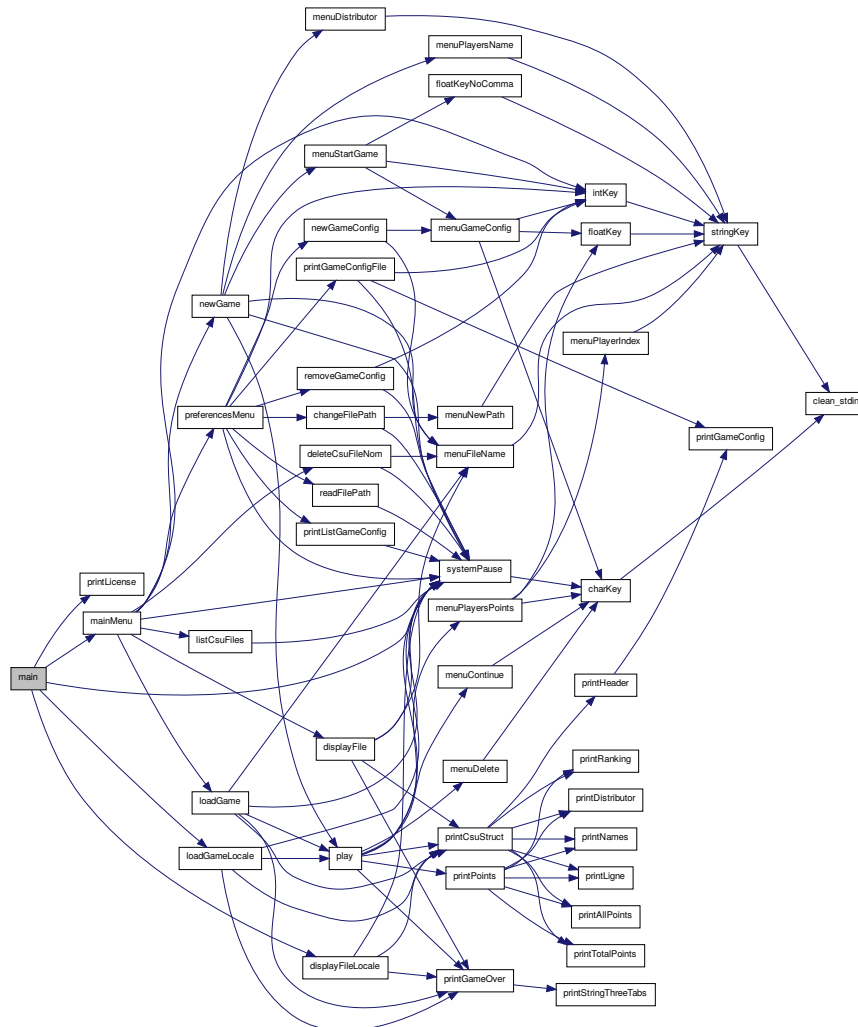 menuDistributor
menuPlayersName
floatKeyNoComma
menuStartGame
intKey
newGameConfig
menuGameConfig
floatKey
stringKey
printGameConfigFile
newGame
menuPlayerIndex
removeGameConfig
clean_stdin
preferencesMenu
changeFilePath
menuNewPath
printGameConfig
deleteCsuFileNom
menuFileName
readFilePath
printListGameConfig
systemPause
printLicense
charKey
menuPlayersPoints
mainMenu
listCsuFiles
main
menuContinue
printHeader
displayFile
printRanking
menuDelete
printDistributor
loadGame
printCsuStruct
printNames
loadGameLocale
play
printPoints
printLigne
printAllPoints
printTotalPoints
displayFileLocale
printGameOver
printStringThreeTabs